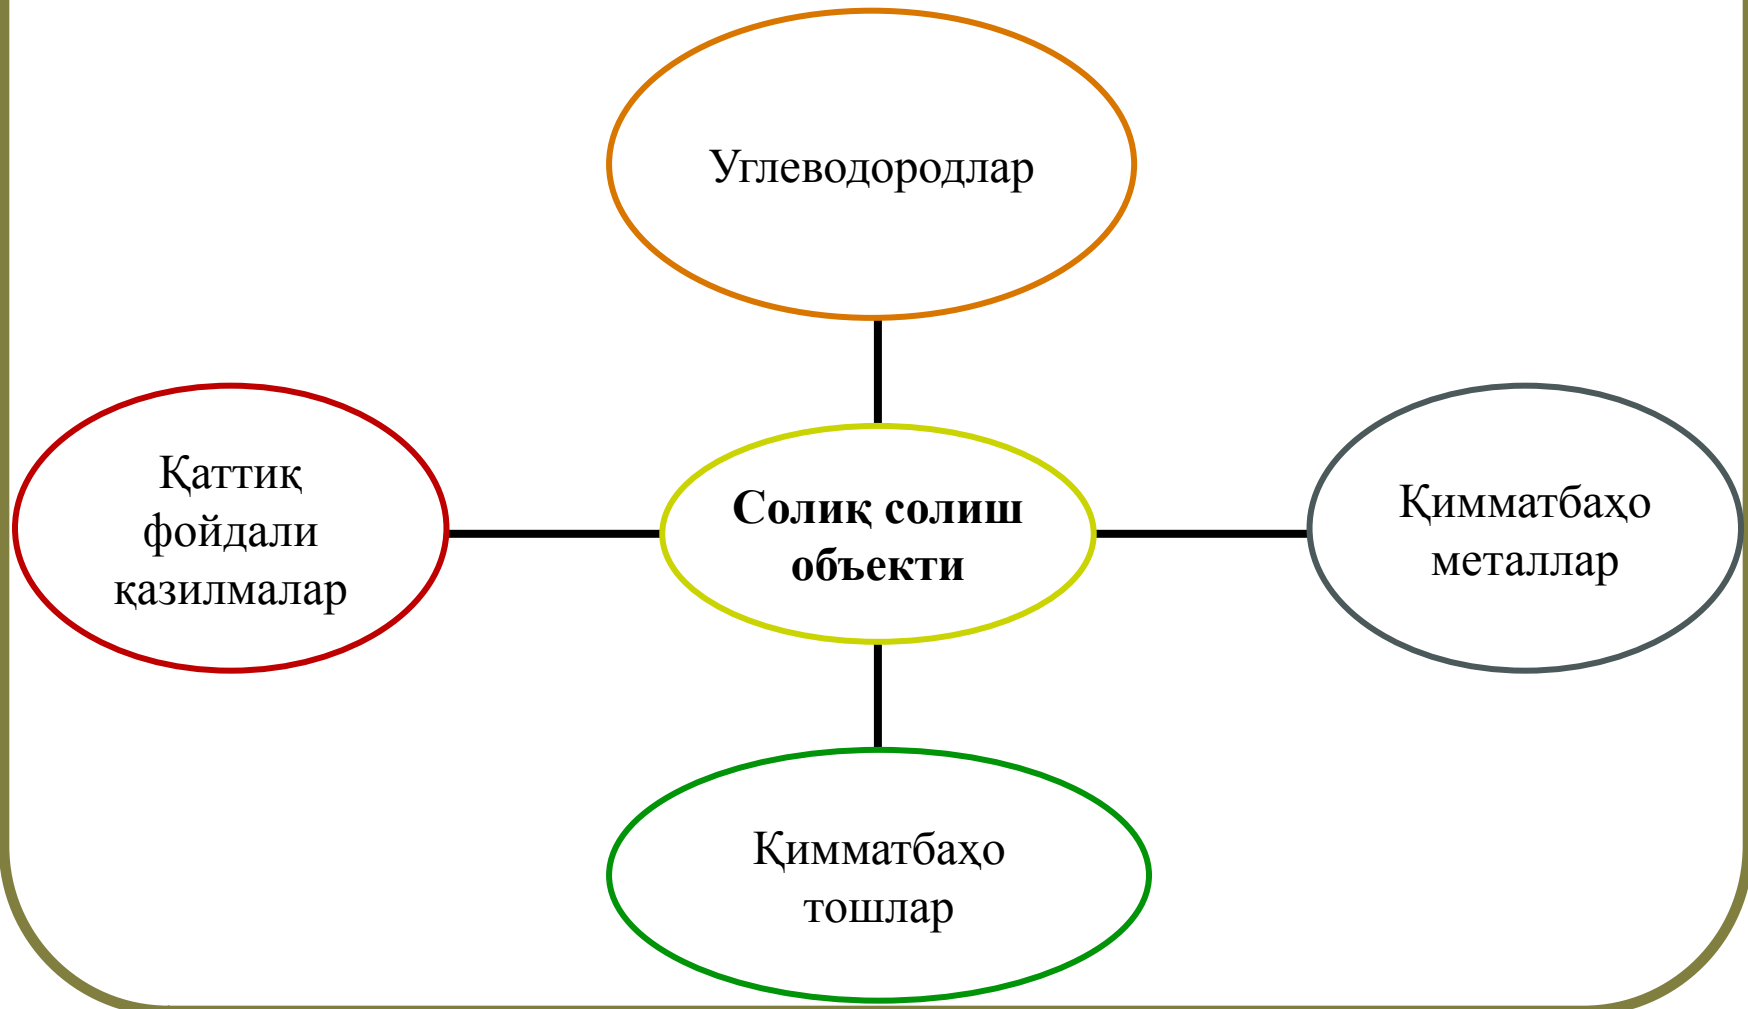 Углеводородлар
Қаттиқ
фойдали
қазилмалар
Солиқ солиш
объекти
Қимматбаҳо
металлар
Қимматбаҳо
тошлар